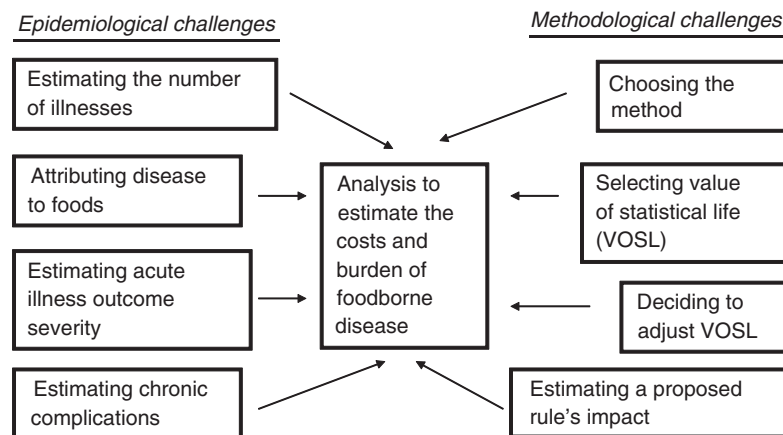 Epidemiological challenges
Methodological challenges
Estimating the number
of illnesses
Attributing disease
to foods
Estimating acute
illness outcome
severity
Estimating chronic
complications
Analysis to
estimate the
costs and
burden of
foodborne
disease
Choosing the
method
Selecting value
of statistical life
(VOSL)
Deciding to
adjust VOSL
Estimating a proposed
rule's impact